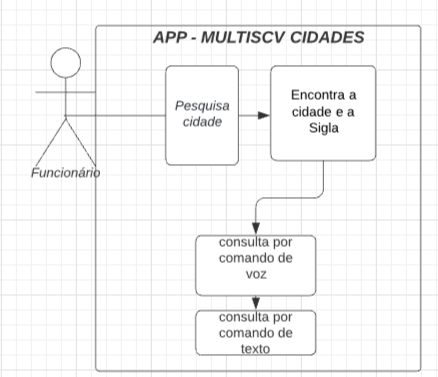 APP - MULTISCV CIDADES
Pesquisa
cidade
Encontra a
cidade e a
Sigla
Funcionário
consulta por
comando de
voz
consulta por
comando de
texto